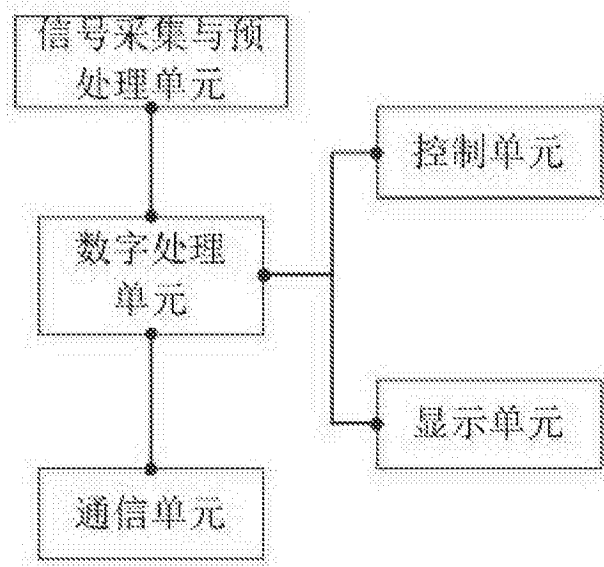 信号采集与预
处理单元
控制单元
数字处理
单元
显示单元
通信单元